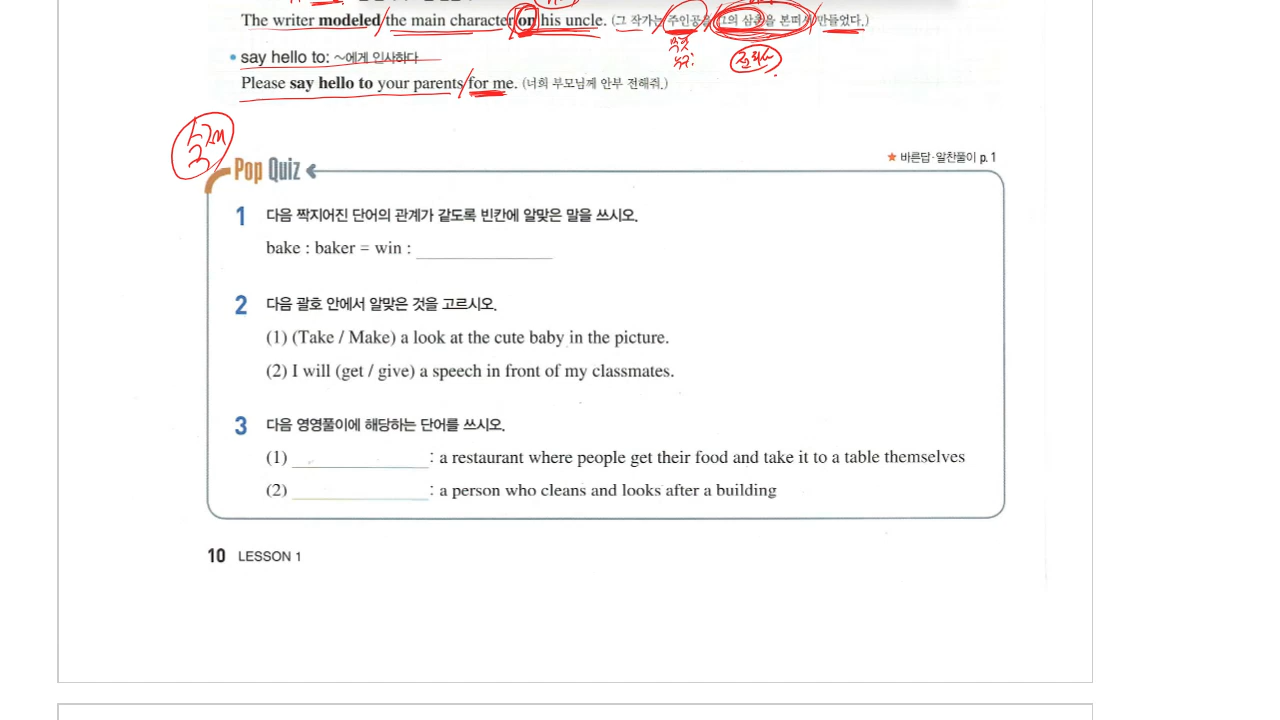 The writer modeled the main character on his uncle. (그 작가는 주인공을 그의 삼촌을 본떠서 만들었다.)
• say hello to: ~에게 인사하다
Please say hello to your parents for me. (너희 부모님께 안부 전해줘.)
숙제
Pop Quiz
★ 바른답·알찬풀이 p. 1
1 다음 짝지어진 단어의 관계가 같도록 빈칸에 알맞은 말을 쓰시오.
bake : baker = win :
2 다음 괄호 안에서 알맞은 것을 고르시오.
(1) (Take / Make) a look at the cute baby in the picture.
(2) I will (get / give) a speech in front of my classmates.
3 다음 영영풀이에 해당하는 단어를 쓰시오.
(1) : a restaurant where people get their food and take it to a table themselves
(2) : a person who cleans and looks after a building
10 LESSON 1